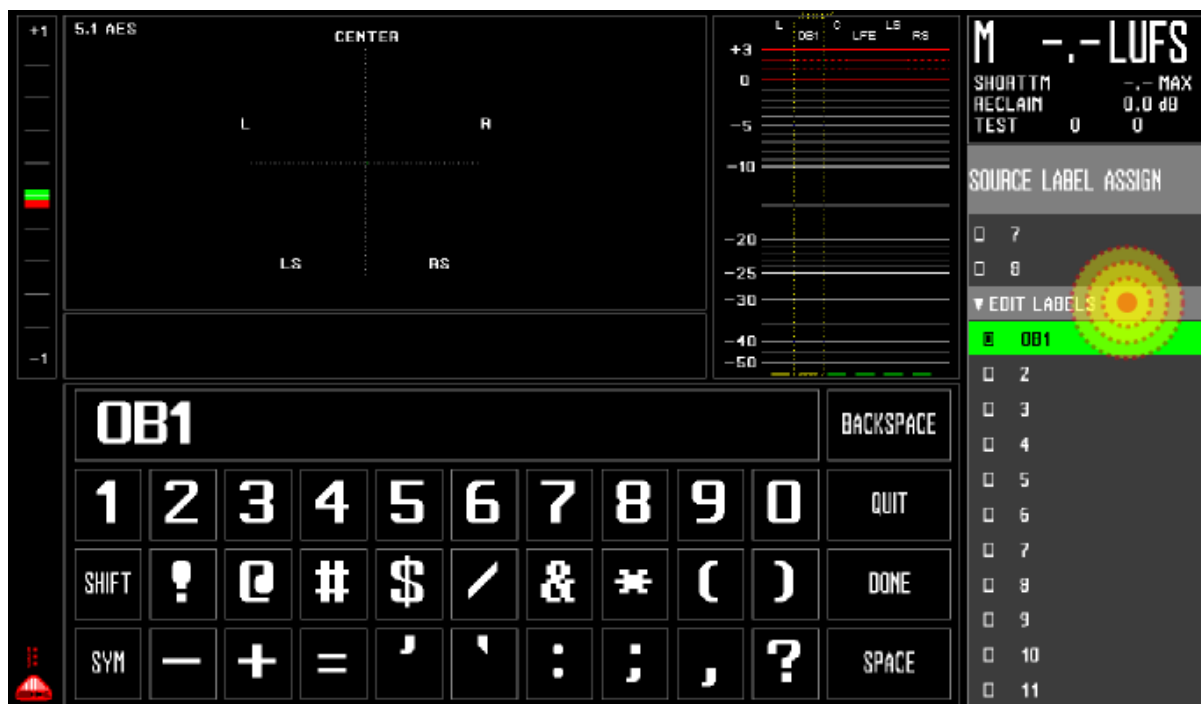 +1
-1
5.1 AES
CENTER
L
R
LS
RS
L OB1 C LFE LS RS
+3
0
-5
-10
-20
-25
-30
-40
-50
M -.- LUFS
SHORTTM -.- MAX
RECLAIM 0.0 dB
TEST 0 0
SOURCE LABEL ASSIGN
7
8
▼ EDIT LABELS
OB1
2
3
4
5
6
7
8
9
10
11
OB1 BACKSPACE
1 2 3 4 5 6 7 8 9 0 QUIT
SHIFT ! @ # $ / & * ( ) DONE
SYM - + = ' ` : ; , ? SPACE